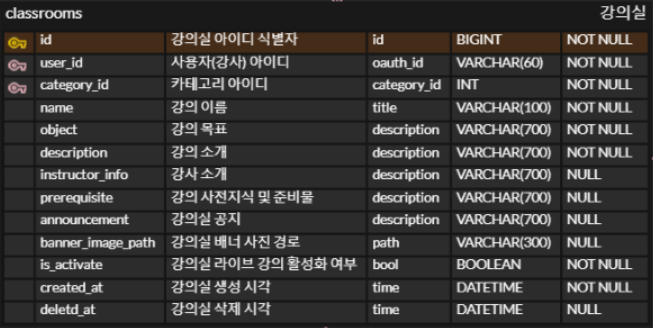 classrooms 강의실
id 강의실 아이디 식별자 id BIGINT NOT NULL
user_id 사용자(강사) 아이디 oauth_id VARCHAR(60) NOT NULL
category_id 카테고리 아이디 category_id INT NOT NULL
name 강의 이름 title VARCHAR(100) NOT NULL
object 강의 목표 description VARCHAR(700) NOT NULL
description 강의 소개 description VARCHAR(700) NOT NULL
instructor_info 강사 소개 description VARCHAR(700) NULL
prerequisite 강의 사전지식 및 준비물 description VARCHAR(700) NULL
announcement 강의실 공지 description VARCHAR(700) NULL
banner_image_path 강의실 배너 사진 경로 path VARCHAR(300) NULL
is_activate 강의실 라이브 강의 활성화 여부 bool BOOLEAN NOT NULL
created_at 강의실 생성 시각 time DATETIME NOT NULL
deletd_at 강의실 삭제 시각 time DATETIME NULL